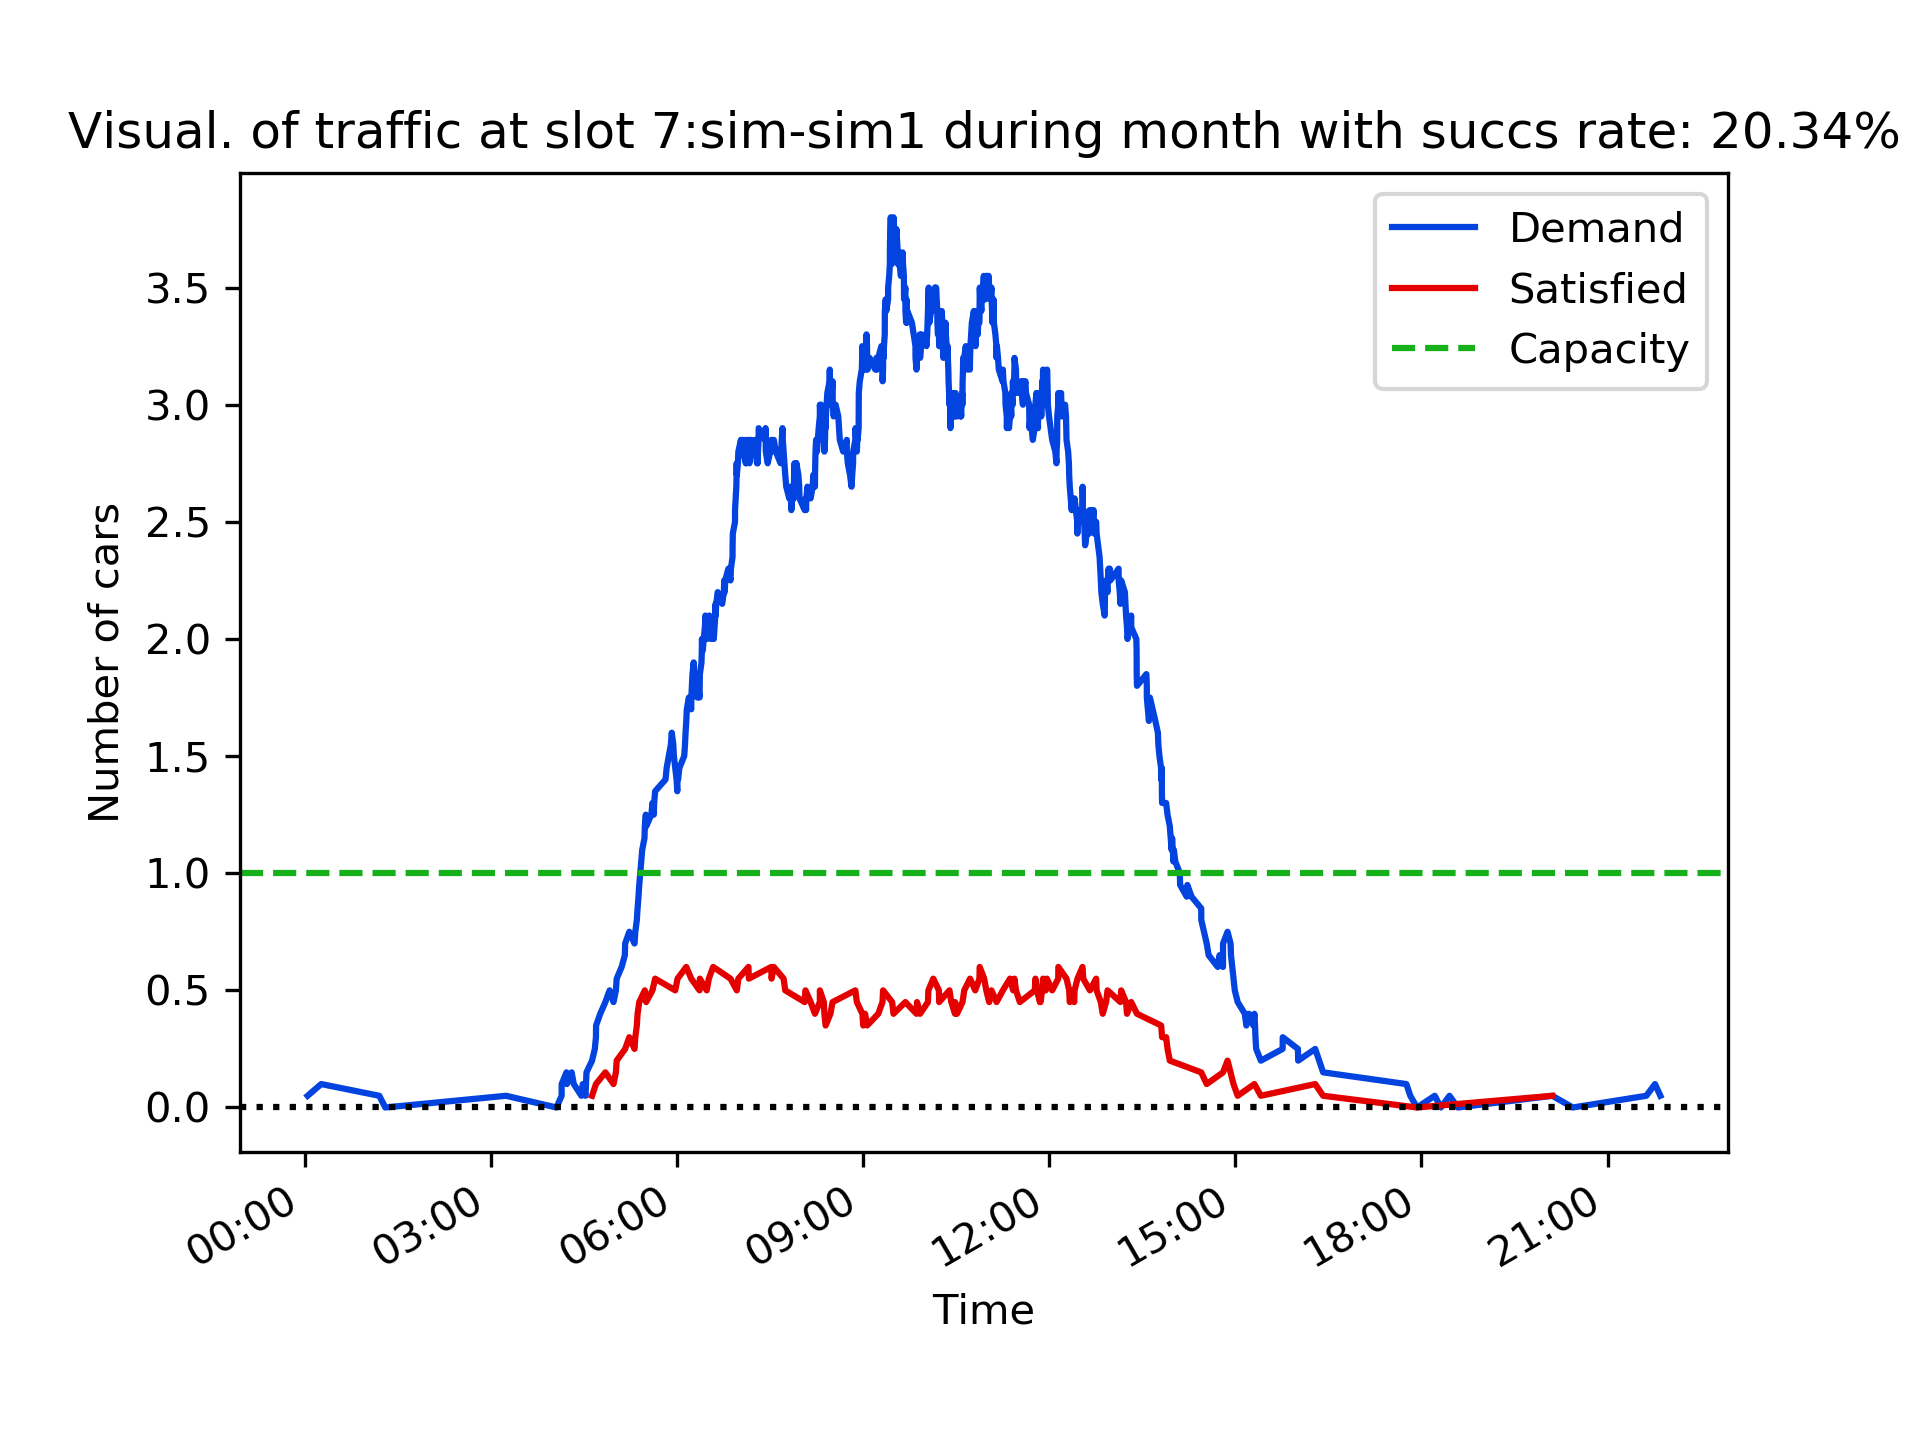 Visual. of traffic at slot 7:sim-sim1 during month with succs rate: 20.34%
Demand
Satisfied
Capacity
3.5
3.0
2.5
2.0
1.5
1.0
0.5
0.0
Number of cars
00:00
03:00
06:00
09:00
12:00
15:00
18:00
21:00
Time